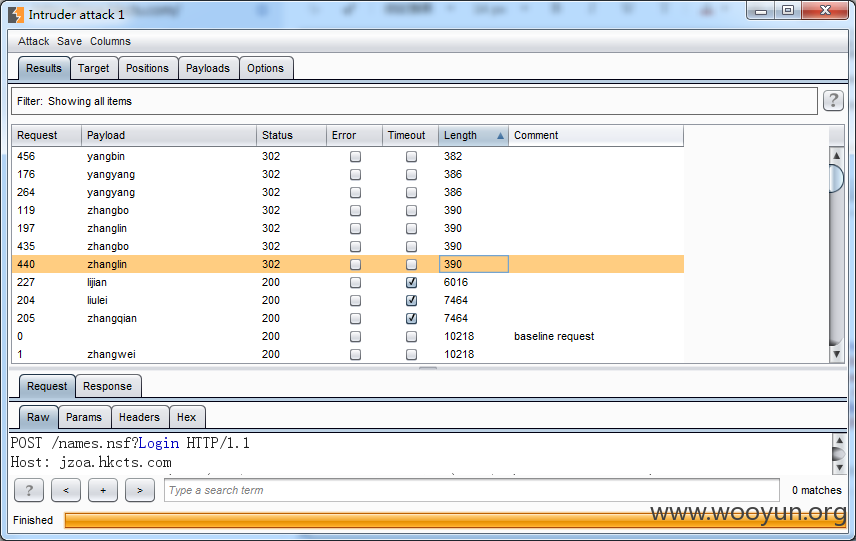 Intruder attack 1
Attack Save Columns
Results Target Positions Payloads Options
Filter: Showing all items
?
Request Payload Status Error Timeout Length Comment
456 yangbin 302 382
176 yangyang 302 386
264 yangyang 302 386
119 zhangbo 302 390
197 zhanglin 302 390
435 zhangbo 302 390
440 zhanglin 302 390
227 lijian 200 6016
204 liulei 200 7464
205 zhangqian 200 7464
0 200 10218 baseline request
1 zhangwei 200 10218
Request Response
Raw Params Headers Hex
POST /names.nsf?Login HTTP/1.1
Host: jzoa.hkcts.com
? < + > Type a search term 0 matches
www.wooyun.org
Finished